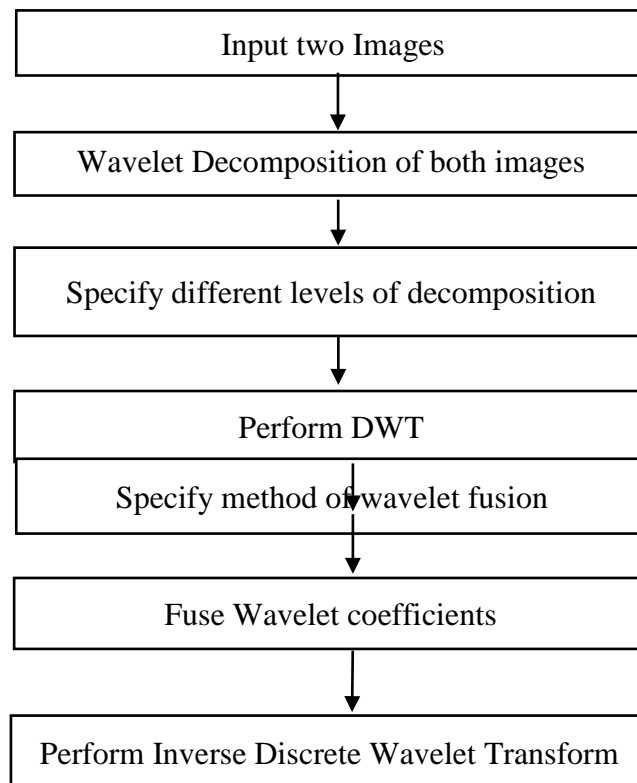 Input two Images
Wavelet Decomposition of both images
Specify different levels of decomposition
Perform DWT
Specify method of wavelet fusion
Fuse Wavelet coefficients
Perform Inverse Discrete Wavelet Transform